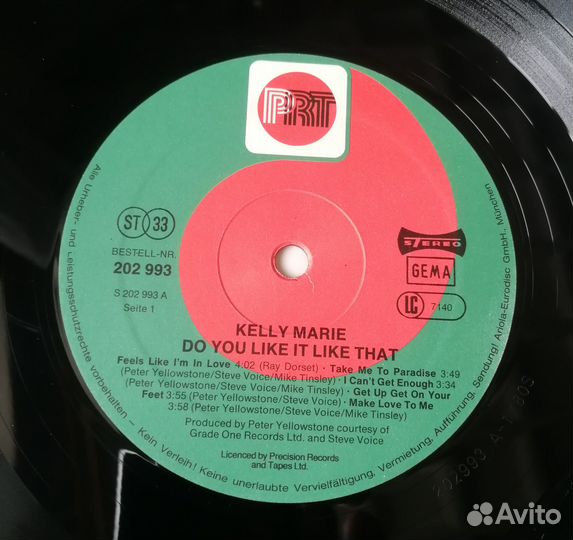 PRT
ST 33
BESTELL-NR.
202 993
S 202 993 A
Seite 1
STEREO
GEMA
LC 7140
KELLY MARIE
DO YOU LIKE IT LIKE THAT
Feels Like I'm In Love 4:02 (Ray Dorset) · Take Me To Paradise 3:49
(Peter Yellowstone/Steve Voice/Mike Tinsley) · I Can't Get Enough 3:34
(Peter Yellowstone/Steve Voice/Mike Tinsley) · Get Up Get On Your
Feet 3:55 (Peter Yellowstone/Steve Voice) · Make Love To Me
3:58 (Peter Yellowstone/Steve Voice/Mike Tinsley)
Produced by Peter Yellowstone courtesy of
Grade One Records Ltd. and Steve Voice
Licenced by Precision Records
and Tapes Ltd.
Alle Urheber- und Leistungsschutzrechte vorbehalten – Kein Verleih! Keine unerlaubte Vervielfältigung, Vermietung, Aufführung, Sendung! Ariola-Eurodisc GmbH., München
202993 A-1
Avito